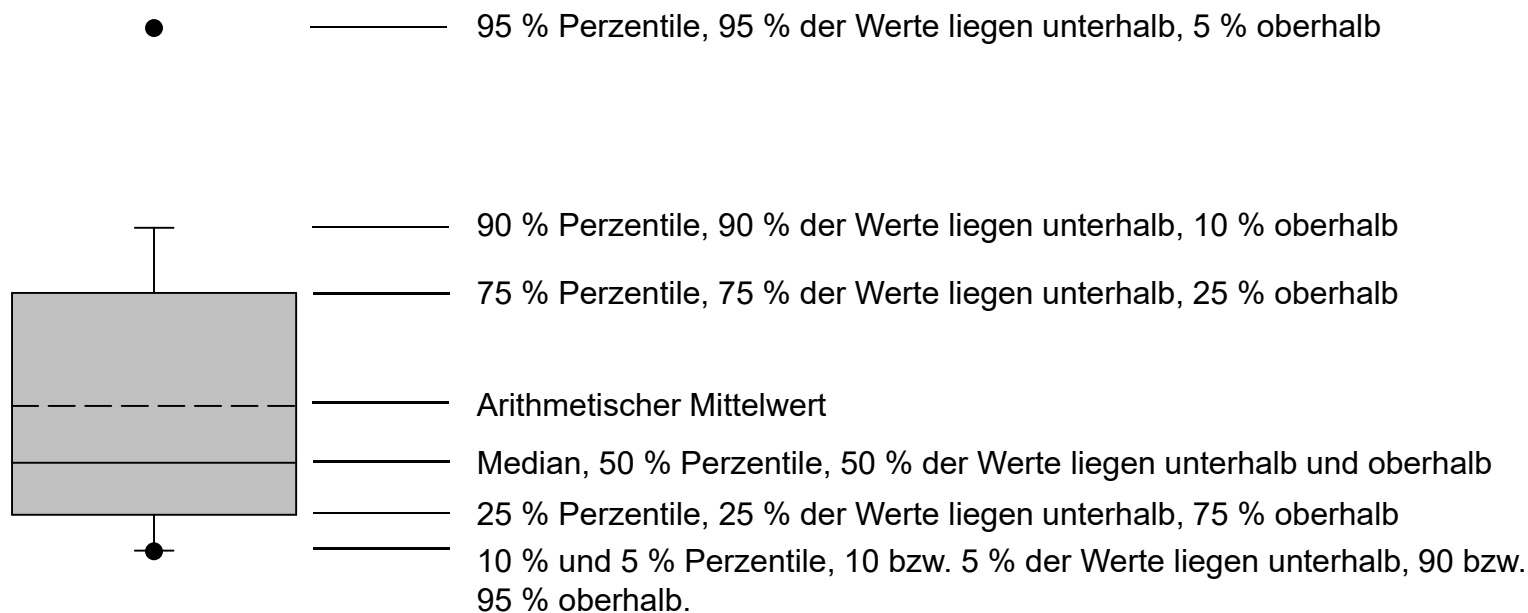 95 % Perzentile, 95 % der Werte liegen unterhalb, 5 % oberhalb
90 % Perzentile, 90 % der Werte liegen unterhalb, 10 % oberhalb
75 % Perzentile, 75 % der Werte liegen unterhalb, 25 % oberhalb
Arithmetischer Mittelwert
Median, 50 % Perzentile, 50 % der Werte liegen unterhalb und oberhalb
25 % Perzentile, 25 % der Werte liegen unterhalb, 75 % oberhalb
10 % und 5 % Perzentile, 10 bzw. 5 % der Werte liegen unterhalb, 90 bzw.
95 % oberhalb.